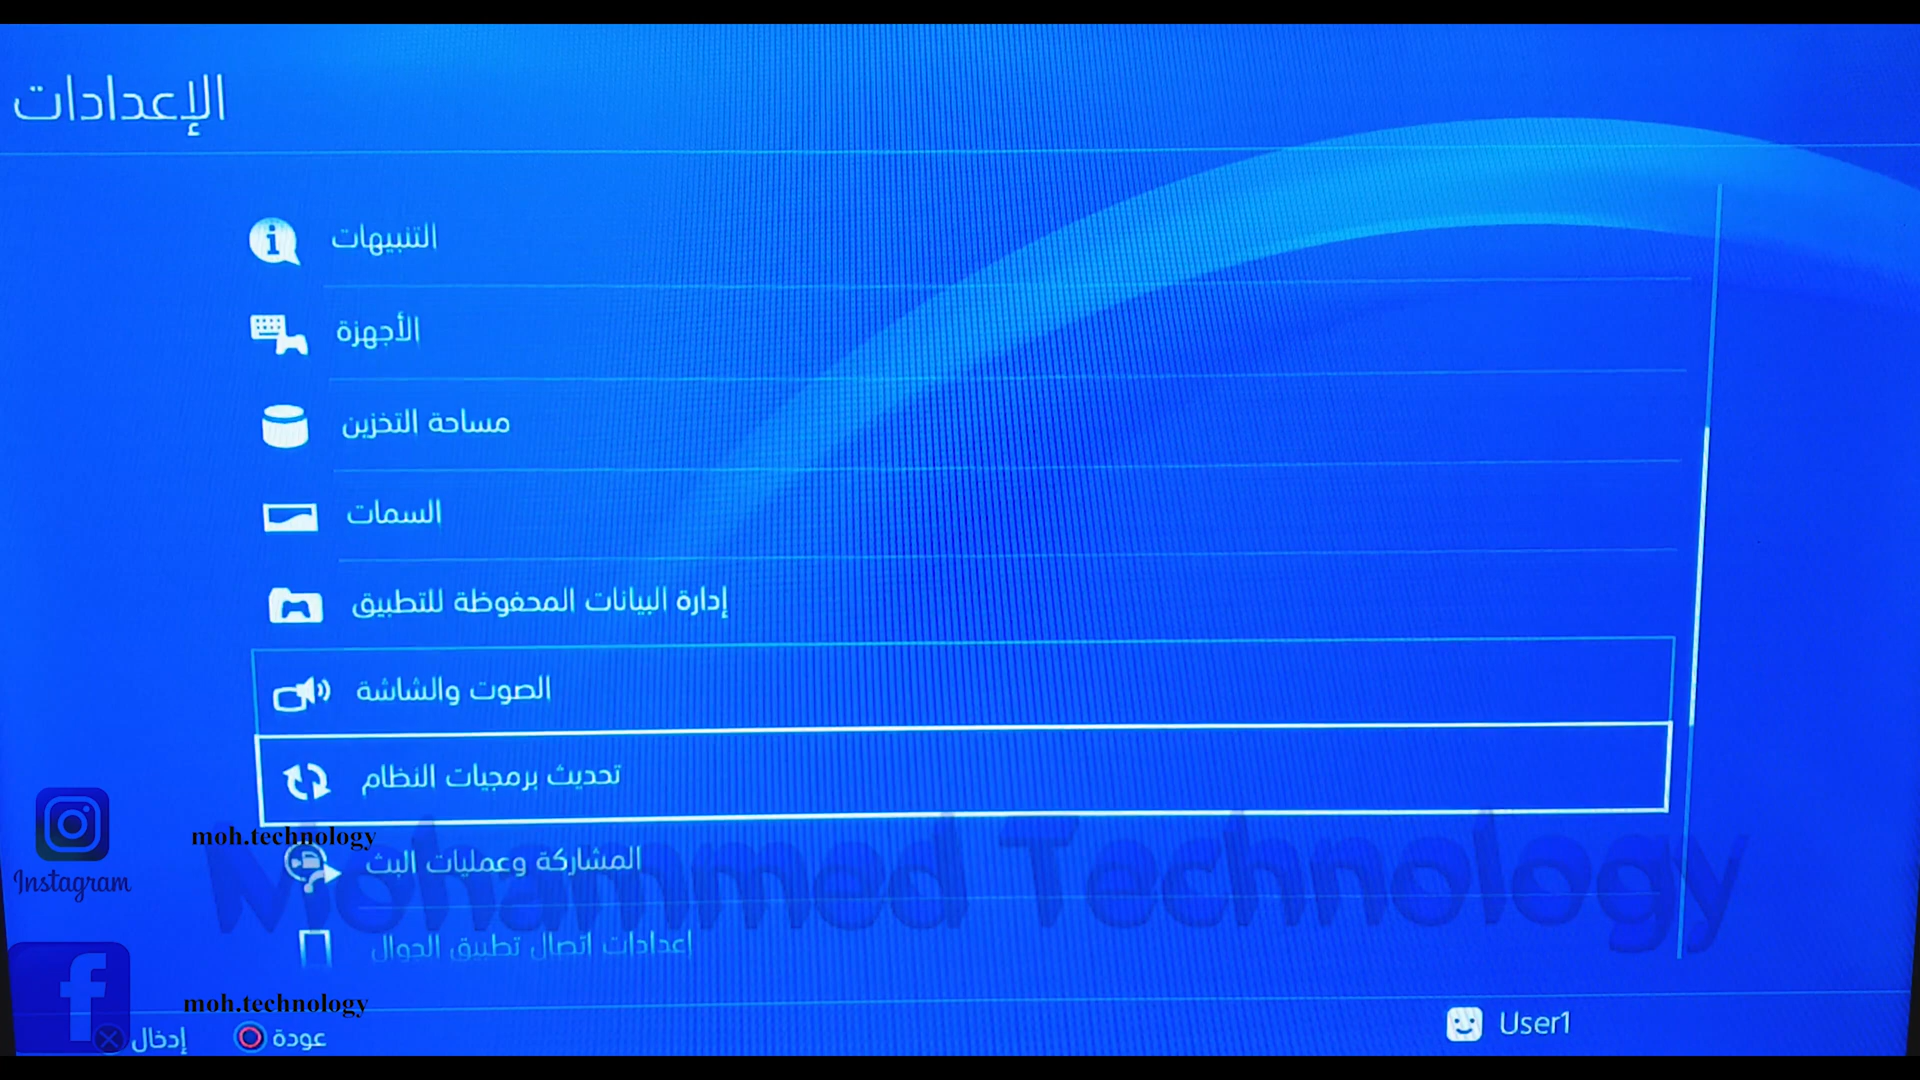 الإعدادات
التنبيهات
الأجهزة
مساحة التخزين
السمات
إدارة البيانات المحفوظة للتطبيق
الصوت والشاشة
تحديث برمجيات النظام
moh.technology
المشاركة وعمليات البث
Mohammed Technology
Instagram
إعدادات اتصال تطبيق الجوال
moh.technology
إدخال
عودة
User1